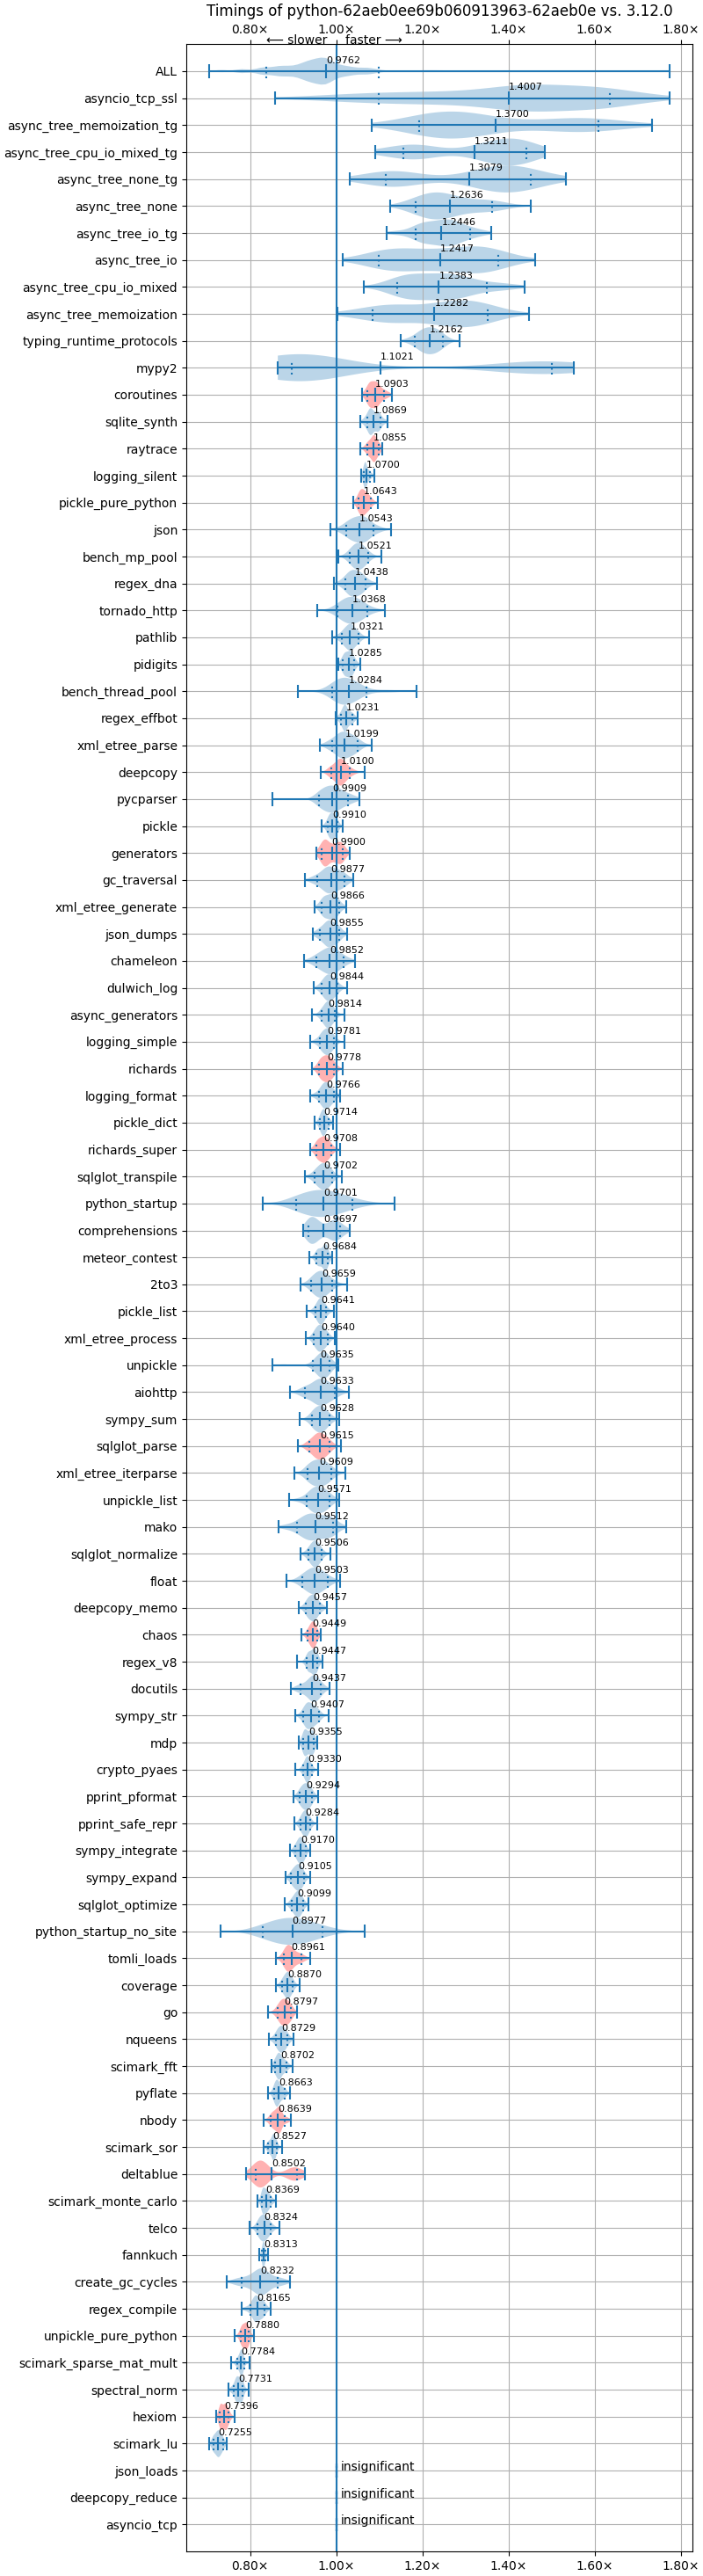 Timings of python-62aeb0ee69b060913963-62aeb0e vs. 3.12.0
0.80× 1.00× 1.20× 1.40× 1.60× 1.80×
⟵ slower faster ⟶
ALL 0.9762
asyncio_tcp_ssl 1.4007
async_tree_memoization_tg 1.3700
async_tree_cpu_io_mixed_tg 1.3211
async_tree_none_tg 1.3079
async_tree_none 1.2636
async_tree_io_tg 1.2446
async_tree_io 1.2417
async_tree_cpu_io_mixed 1.2383
async_tree_memoization 1.2282
typing_runtime_protocols 1.2162
mypy2 1.1021
coroutines 1.0903
sqlite_synth 1.0869
raytrace 1.0855
logging_silent 1.0700
pickle_pure_python 1.0643
json 1.0543
bench_mp_pool 1.0521
regex_dna 1.0438
tornado_http 1.0368
pathlib 1.0321
pidigits 1.0285
bench_thread_pool 1.0284
regex_effbot 1.0231
xml_etree_parse 1.0199
deepcopy 1.0100
pycparser 0.9909
pickle 0.9910
generators 0.9900
gc_traversal 0.9877
xml_etree_generate 0.9866
json_dumps 0.9855
chameleon 0.9852
dulwich_log 0.9844
async_generators 0.9814
logging_simple 0.9781
richards 0.9778
logging_format 0.9766
pickle_dict 0.9714
richards_super 0.9708
sqlglot_transpile 0.9702
python_startup 0.9701
comprehensions 0.9697
meteor_contest 0.9684
2to3 0.9659
pickle_list 0.9641
xml_etree_process 0.9640
unpickle 0.9635
aiohttp 0.9633
sympy_sum 0.9628
sqlglot_parse 0.9615
xml_etree_iterparse 0.9609
unpickle_list 0.9571
mako 0.9512
sqlglot_normalize 0.9506
float 0.9503
deepcopy_memo 0.9457
chaos 0.9449
regex_v8 0.9447
docutils 0.9437
sympy_str 0.9407
mdp 0.9355
crypto_pyaes 0.9330
pprint_pformat 0.9294
pprint_safe_repr 0.9284
sympy_integrate 0.9170
sympy_expand 0.9105
sqlglot_optimize 0.9099
python_startup_no_site 0.8977
tomli_loads 0.8961
coverage 0.8870
go 0.8797
nqueens 0.8729
scimark_fft 0.8702
pyflate 0.8663
nbody 0.8639
scimark_sor 0.8527
deltablue 0.8502
scimark_monte_carlo 0.8369
telco 0.8324
fannkuch 0.8313
create_gc_cycles 0.8232
regex_compile 0.8165
unpickle_pure_python 0.7880
scimark_sparse_mat_mult 0.7784
spectral_norm 0.7731
hexiom 0.7396
scimark_lu 0.7255
json_loads insignificant
deepcopy_reduce insignificant
asyncio_tcp insignificant
0.80× 1.00× 1.20× 1.40× 1.60× 1.80×